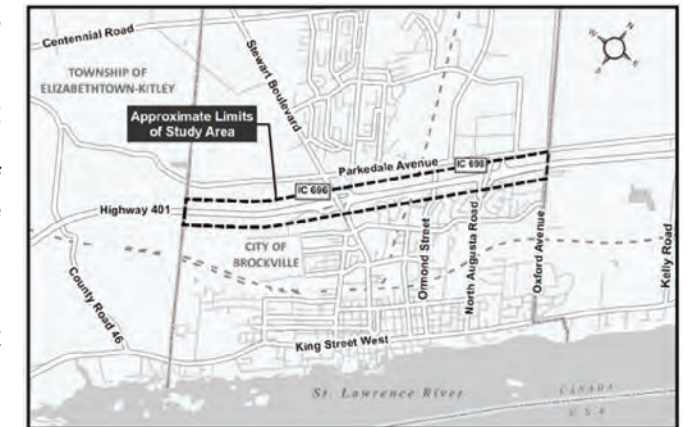 Centennial Road
TOWNSHIP OF
ELIZABETHTOWN-KITLEY
Stewart Boulevard
N
W
E
S
Approximate Limits
of Study Area
Parkedale Avenue
IC 696
IC 698
Highway 401
CITY OF
BROCKVILLE
County Road 46
Ormond Street
North Augusta Road
Oxford Avenue
Kelly Road
King Street West
St. Lawrence River
CANADA
U.S.A